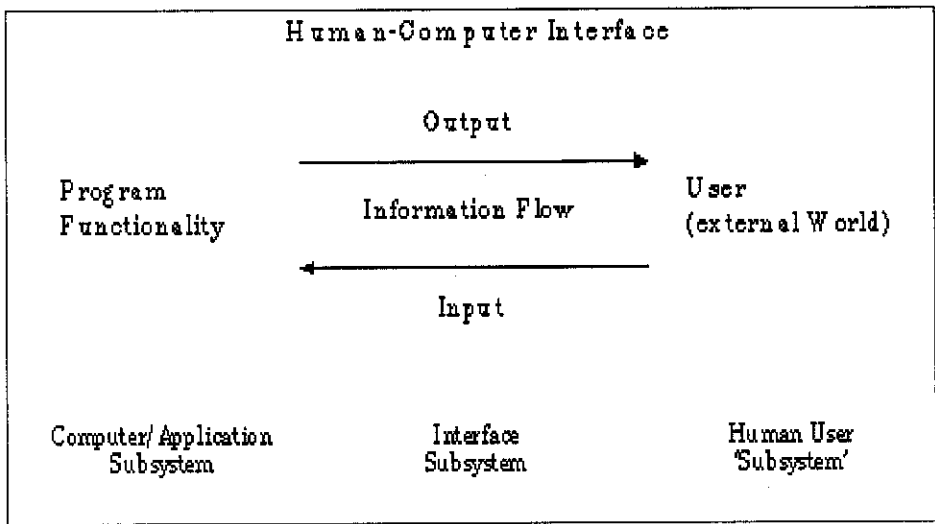 Human-Computer Interface
Output
Program
Functionality
Information Flow
User
(external World)
Input
Computer/Application
Subsystem
Interface
Subsystem
Human User
'Subsystem'